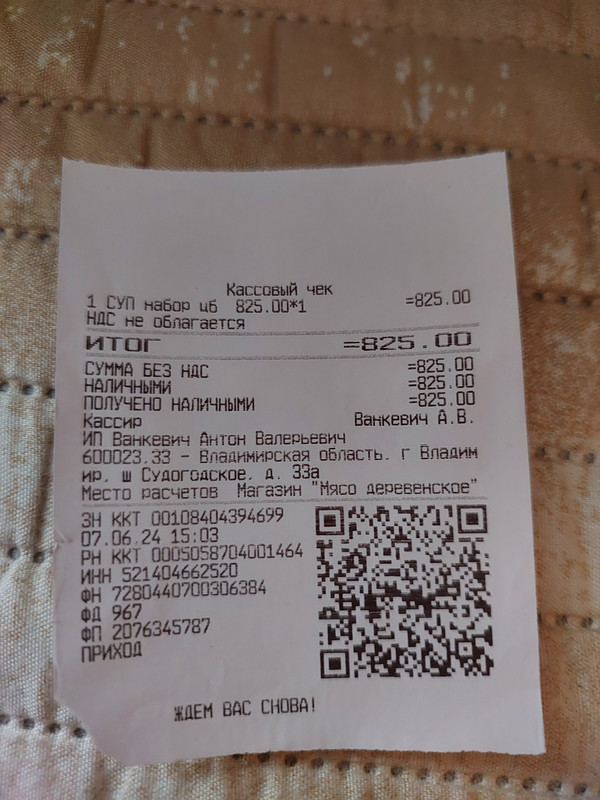 Кассовый чек
1 СУП набор цб 825.00*1 =825.00
НДС не облагается
ИТОГ =825.00
СУММА БЕЗ НДС =825.00
НАЛИЧНЫМИ =825.00
ПОЛУЧЕНО НАЛИЧНЫМИ =825.00
Кассир Ванкевич А.В.
ИП Ванкевич Антон Валерьевич
600023,33 - Владимирская область, г Владим
ир, ш Судогодское, д. 33а
Место расчетов Магазин "Мясо деревенское"
ЗН ККТ 00108404394699
07.06.24 15:03
РН ККТ 0005058704001464
ИНН 521404662520
ФН 7280440700306384
ФД 967
ФП 2076345787
ПРИХОД
ЖДЕМ ВАС СНОВА!